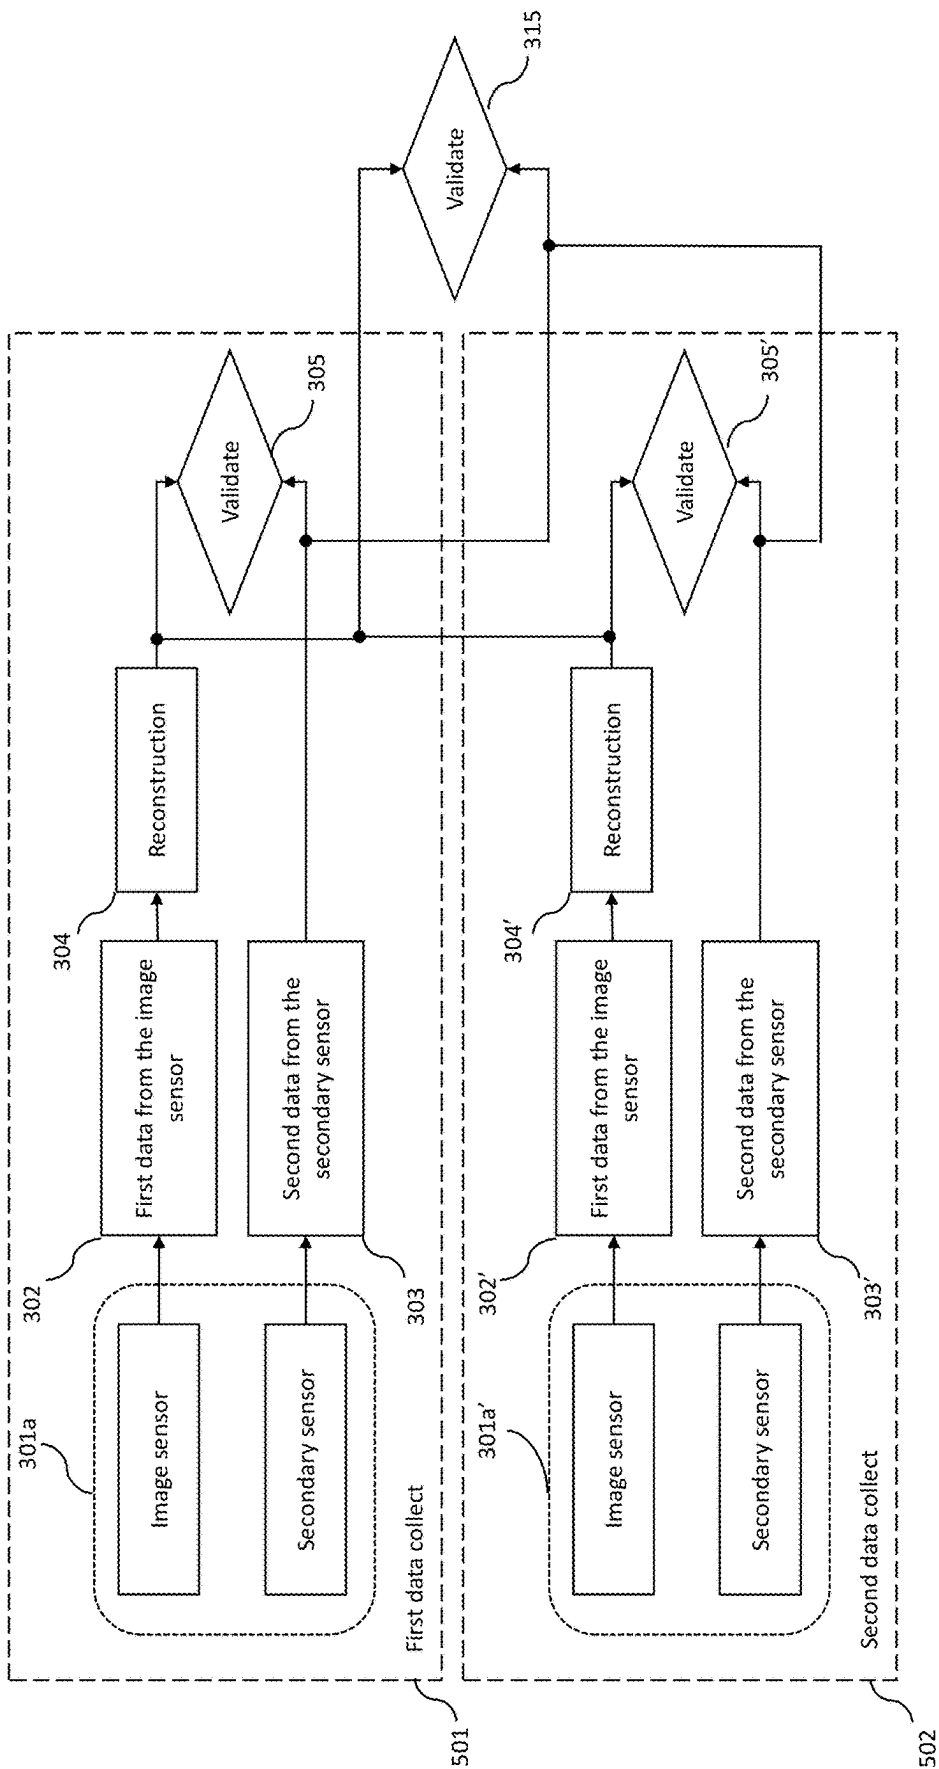 501
First data collect
301a
Image sensor
Secondary sensor
302
First data from the image
sensor
303
Second data from the
secondary sensor
304
Reconstruction
305
Validate
315
Validate
502
Second data collect
301a'
Image sensor
Secondary sensor
302'
First data from the image
sensor
303'
Second data from the
secondary sensor
304'
Reconstruction
305'
Validate